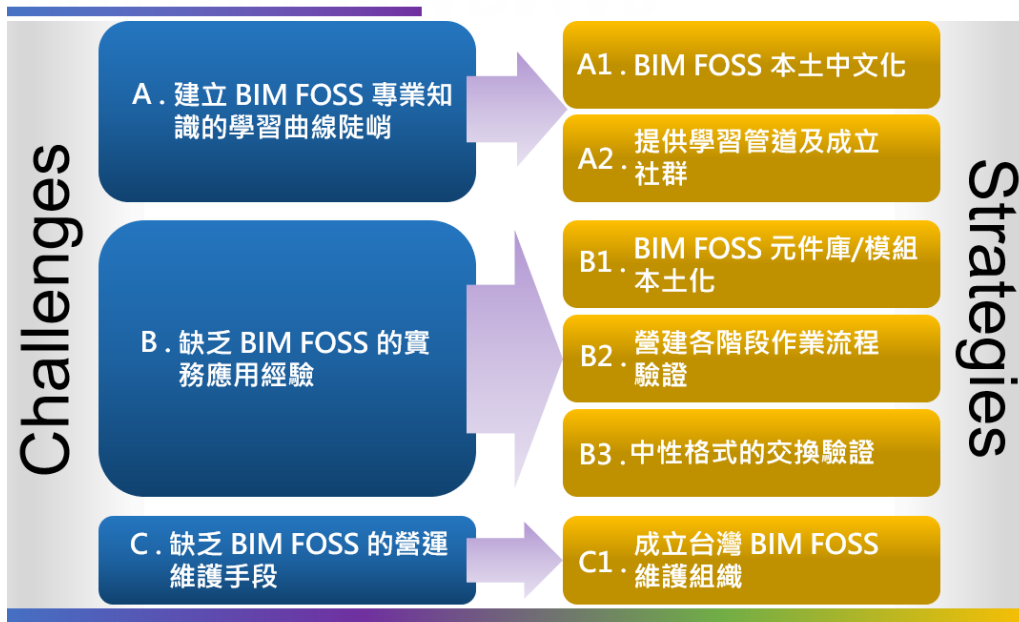 Challenges
A . 建立 BIM FOSS 專業知
識的學習曲線陡峭
A1 . BIM FOSS 本土中文化
A2 . 提供學習管道及成立
社群
B . 缺乏 BIM FOSS 的實
務應用經驗
B1 . BIM FOSS 元件庫/模組
本土化
B2 . 營建各階段作業流程
驗證
B3 . 中性格式的交換驗證
C . 缺乏 BIM FOSS 的營運
維護手段
C1 . 成立台灣 BIM FOSS
維護組織
Strategies